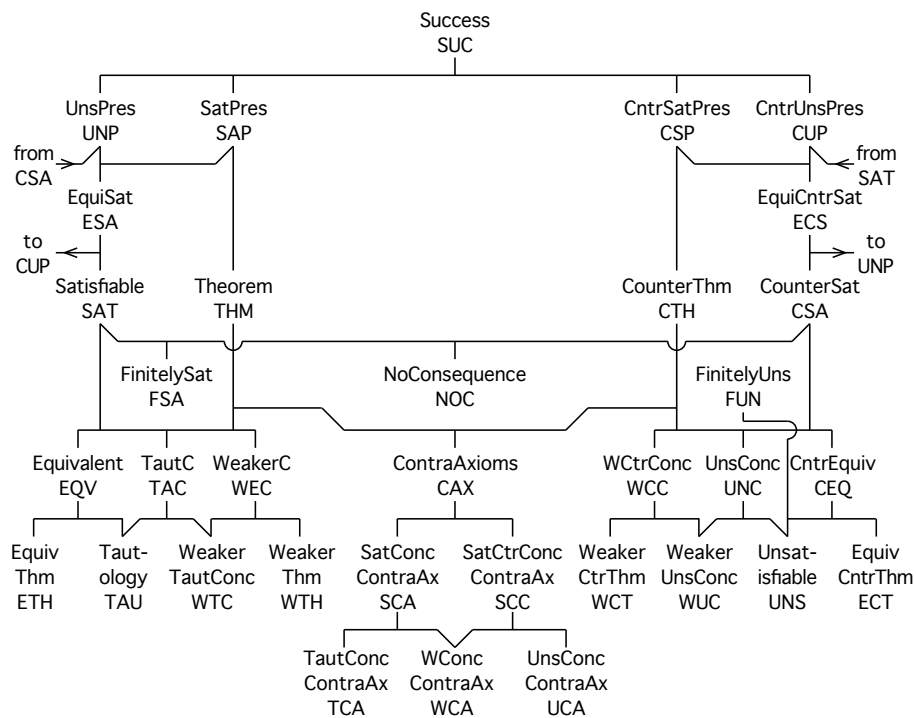 Success
SUC
UnsPres
UNP
SatPres
SAP
CntrSatPres
CSP
CntrUnsPres
CUP
from
CSA
from
SAT
EquiSat
ESA
EquiCntrSat
ECS
to
CUP
to
UNP
Satisfiable
SAT
Theorem
THM
CounterThm
CTH
CounterSat
CSA
FinitelySat
FSA
NoConsequence
NOC
FinitelyUns
FUN
Equivalent
EQV
TautC
TAC
WeakerC
WEC
ContraAxioms
CAX
WCtrConc
WCC
UnsConc
UNC
CntrEquiv
CEQ
Equiv
Thm
ETH
Taut-
ology
TAU
Weaker
TautConc
WTC
Weaker
Thm
WTH
SatConc
ContraAx
SCA
SatCtrConc
ContraAx
SCC
Weaker
CtrThm
WCT
Weaker
UnsConc
WUC
Unsat-
isfiable
UNS
Equiv
CntrThm
ECT
TautConc
ContraAx
TCA
WConc
ContraAx
WCA
UnsConc
ContraAx
UCA